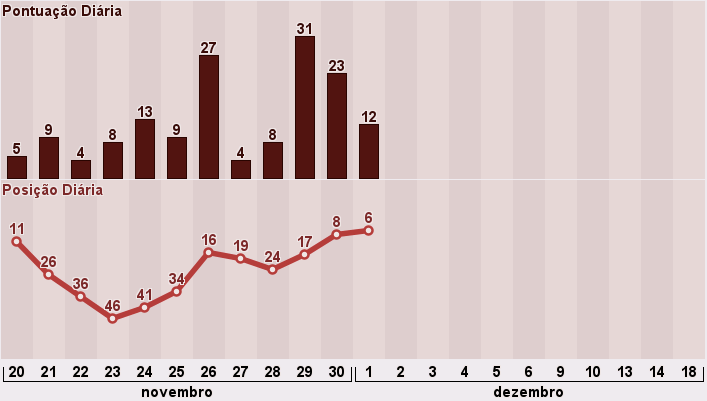 Pontuação Diária
5 9 4 8 13 9 27 4 8 31 23 12
Posição Diária
11 26 36 46 41 34 16 19 24 17 8 6
20 21 22 23 24 25 26 27 28 29 30 1 2 3 4 5 6 9 10 13 14 18
novembro dezembro